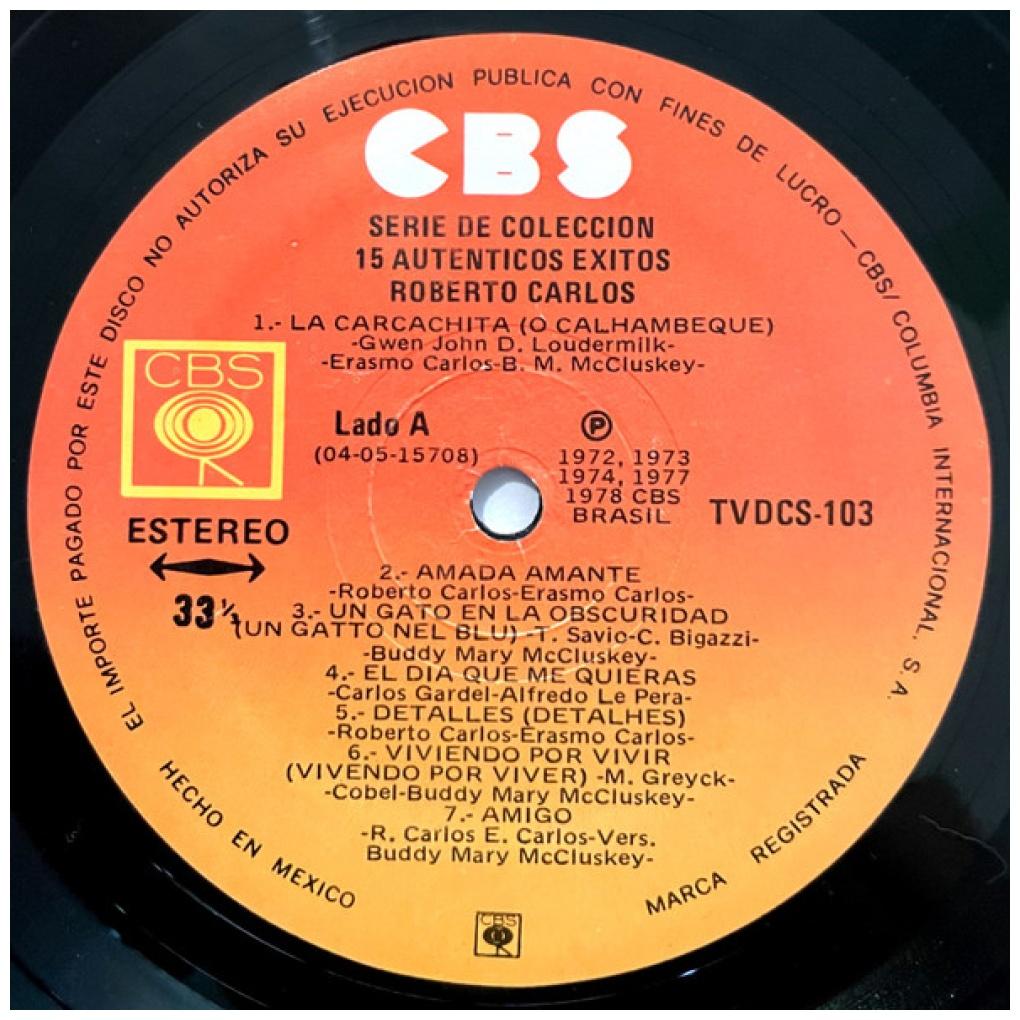 EL IMPORTE PAGADO POR ESTE DISCO NO AUTORIZA SU EJECUCION PUBLICA CON FINES DE LUCRO — CBS/ COLUMBIA INTERNACIONAL, S. A.
CBS
SERIE DE COLECCION
15 AUTENTICOS EXITOS
ROBERTO CARLOS
1.- LA CARCACHITA (O CALHAMBEQUE)
-Gwen John D. Loudermilk-
-Erasmo Carlos-B. M. McCluskey-
CBS
Lado A
(04-05-15708)
℗
1972, 1973
1974, 1977
1978 CBS
BRASIL
TVDCS-103
ESTEREO
33⅓
2.- AMADA AMANTE
-Roberto Carlos-Erasmo Carlos-
3.- UN GATO EN LA OBSCURIDAD
(UN GATTO NEL BLU) -T. Savio-C. Bigazzi-
-Buddy Mary McCluskey-
4.- EL DIA QUE ME QUIERAS
-Carlos Gardel-Alfredo Le Pera-
5.- DETALLES (DETALHES)
-Roberto Carlos-Erasmo Carlos-
6.- VIVIENDO POR VIVIR
(VIVENDO POR VIVER) -M. Greyck-
-Cobel-Buddy Mary McCluskey-
7.- AMIGO
-R. Carlos E. Carlos-Vers.
Buddy Mary McCluskey-
HECHO EN MEXICO
MARCA REGISTRADA
CBS